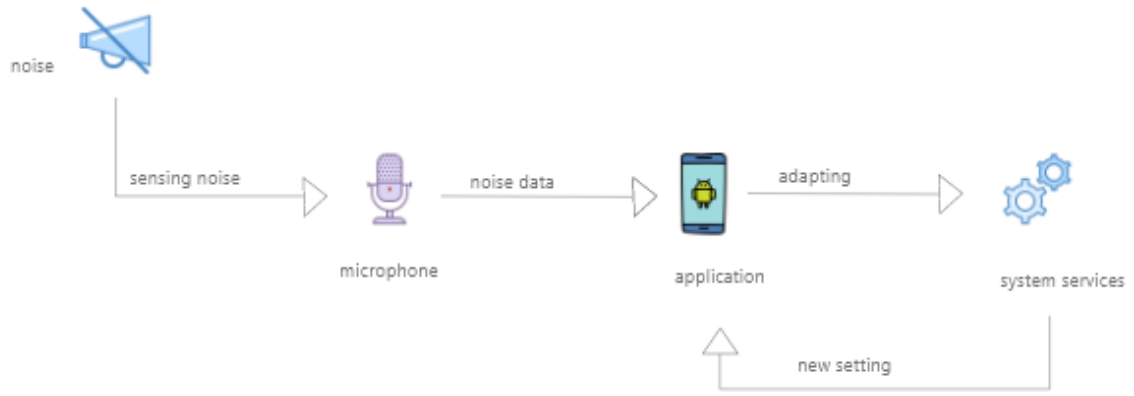 noise
sensing noise
noise data
adapting
microphone
application
system services
new setting